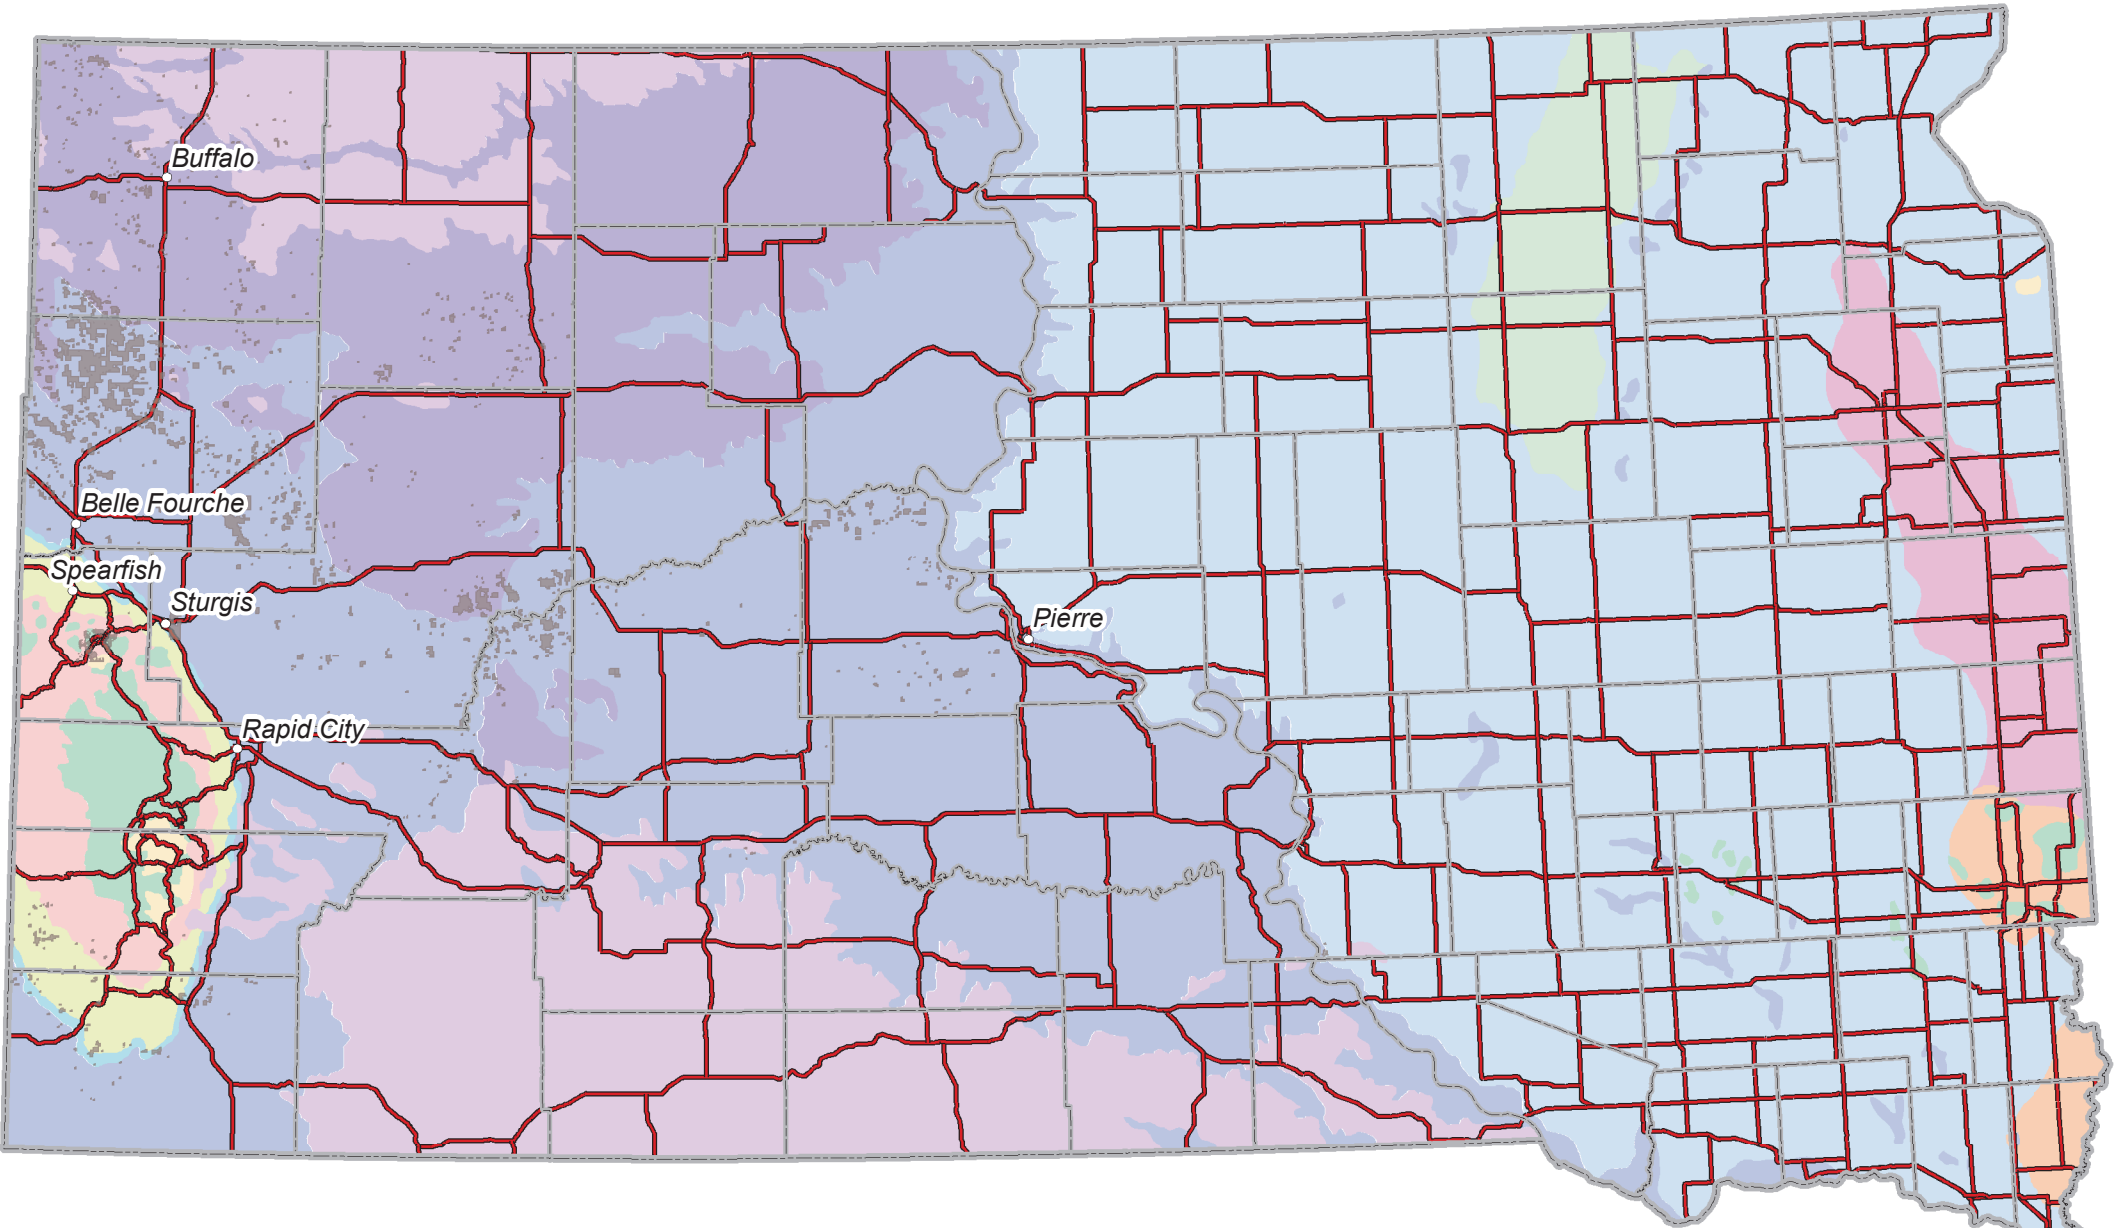 Buffalo
Belle Fourche
Spearfish
Sturgis
Pierre
Rapid City